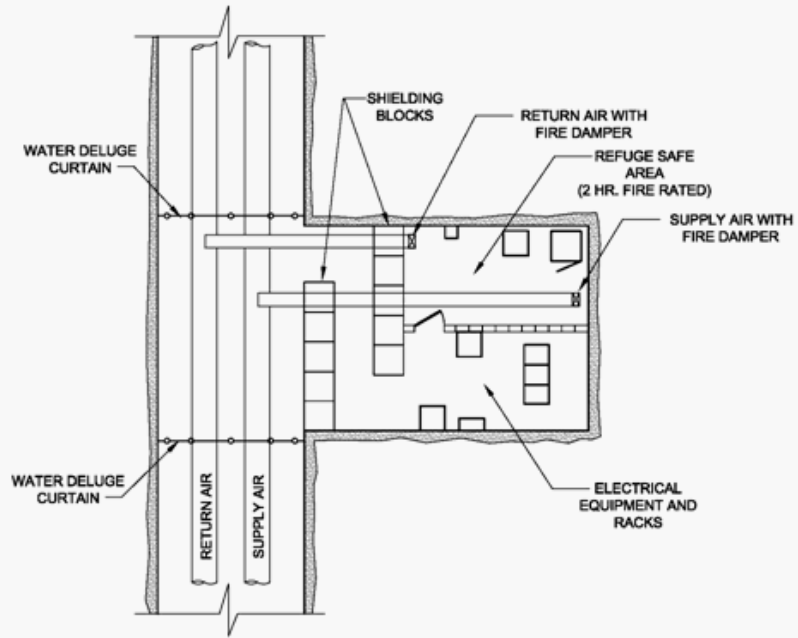 SHIELDING
BLOCKS
RETURN AIR WITH
FIRE DAMPER
WATER DELUGE
CURTAIN
REFUGE SAFE
AREA
(2 HR. FIRE RATED)
SUPPLY AIR WITH
FIRE DAMPER
WATER DELUGE
CURTAIN
RETURN AIR
SUPPLY AIR
ELECTRICAL
EQUIPMENT AND
RACKS